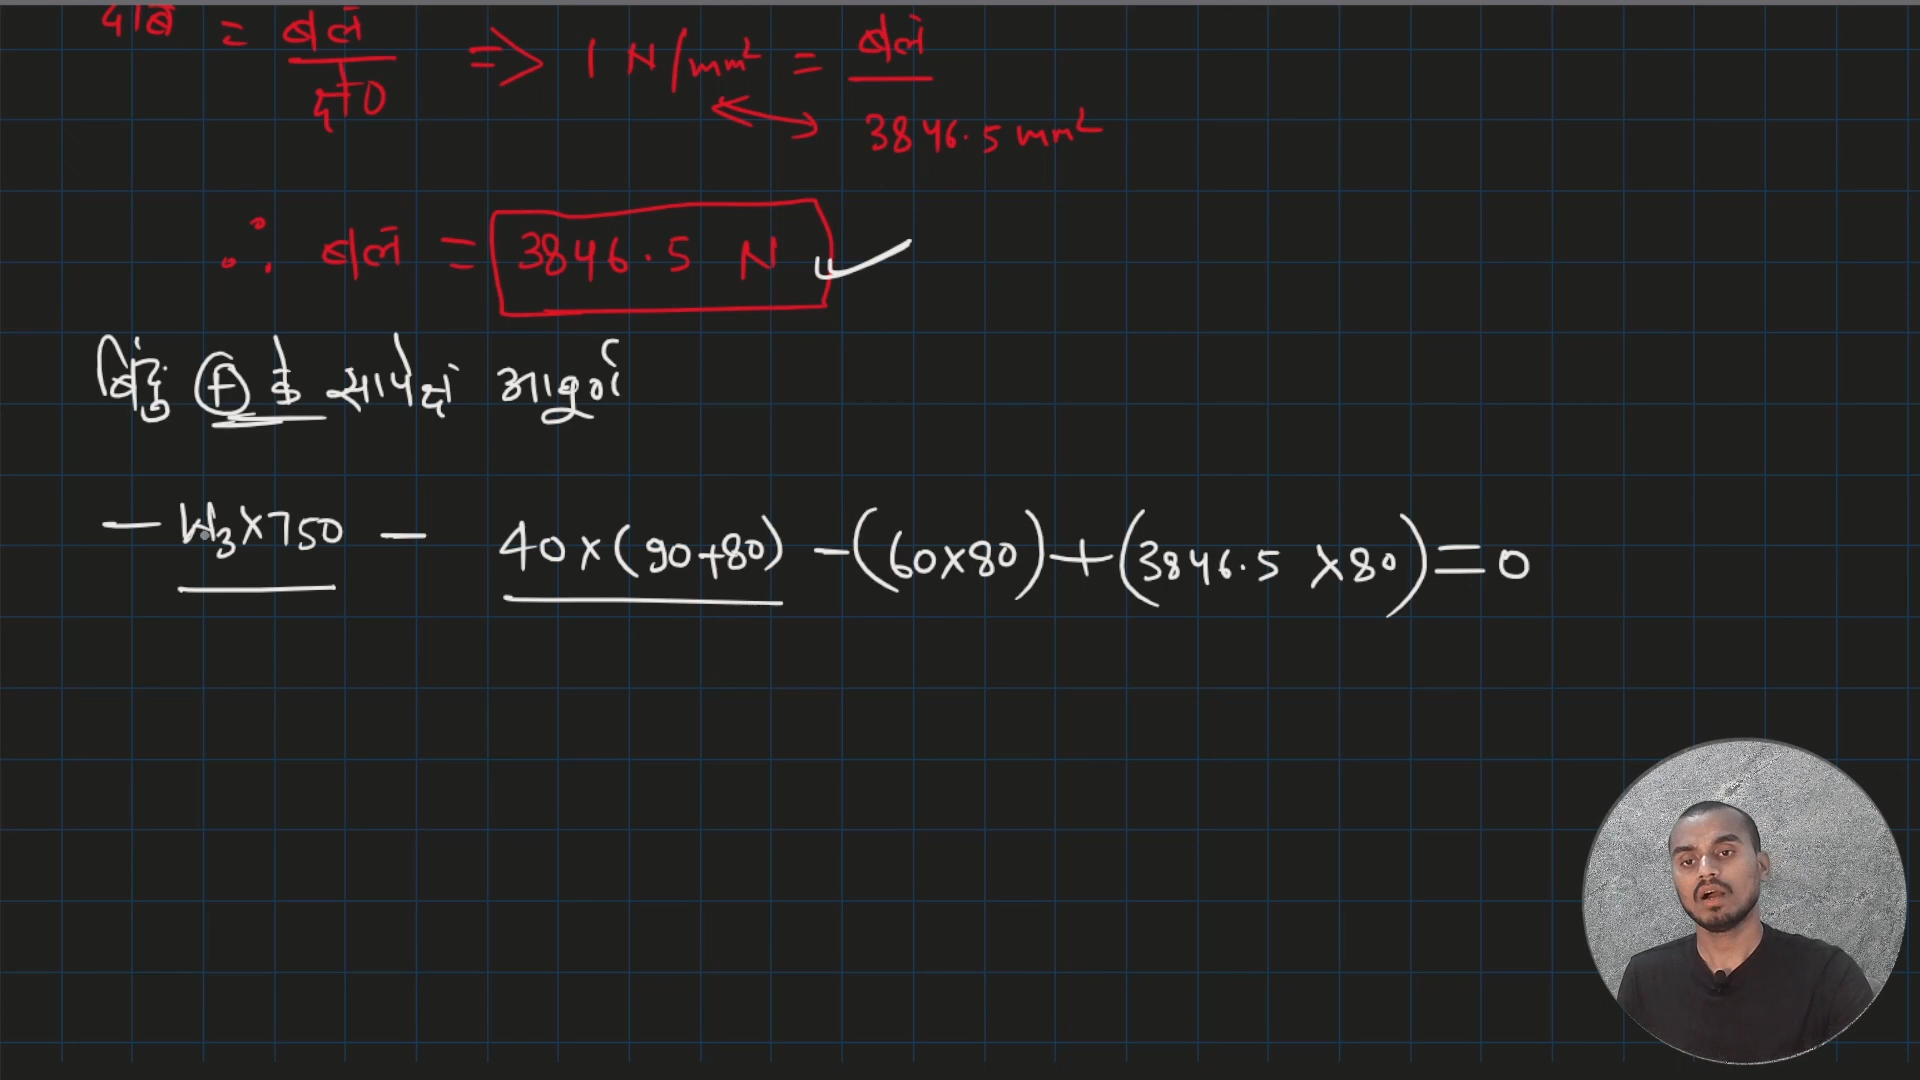 दाब = बल / क्षे0 => 1 N/mm² = बल / 3846.5 mm²
∴ बल = 3846.5 N
बिंदु F के सापेक्ष आघूर्ण
- W₃×750 - 40×(90+80) -(60×80)+(3846.5 ×80)=0